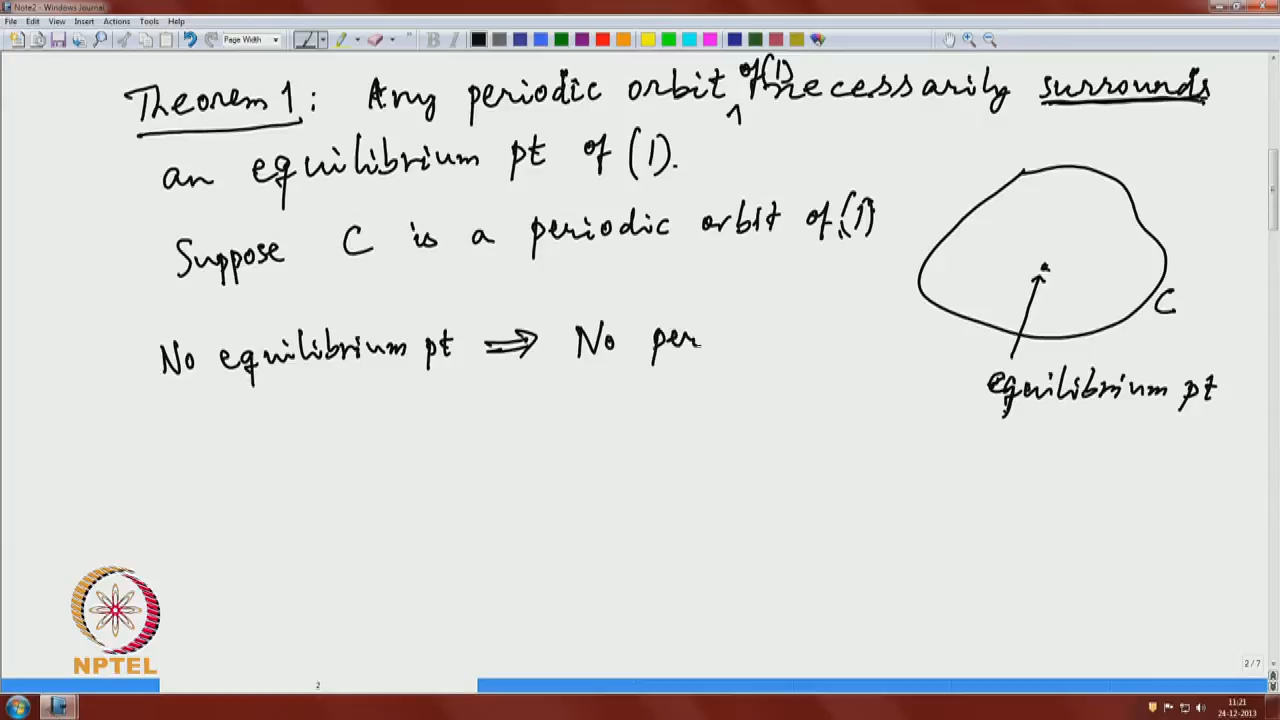 Note2 - Windows Journal
File Edit View Insert Actions Tools Help
Page Width
Theorem 1: Any periodic orbit of (1) necessarily surrounds
an equilibrium pt of (1).
Suppose C is a periodic orbit of (1)
C
No equilibrium pt ⇒ No per
equilibrium pt
NPTEL
2 / 7
2
11:21
24-12-2013